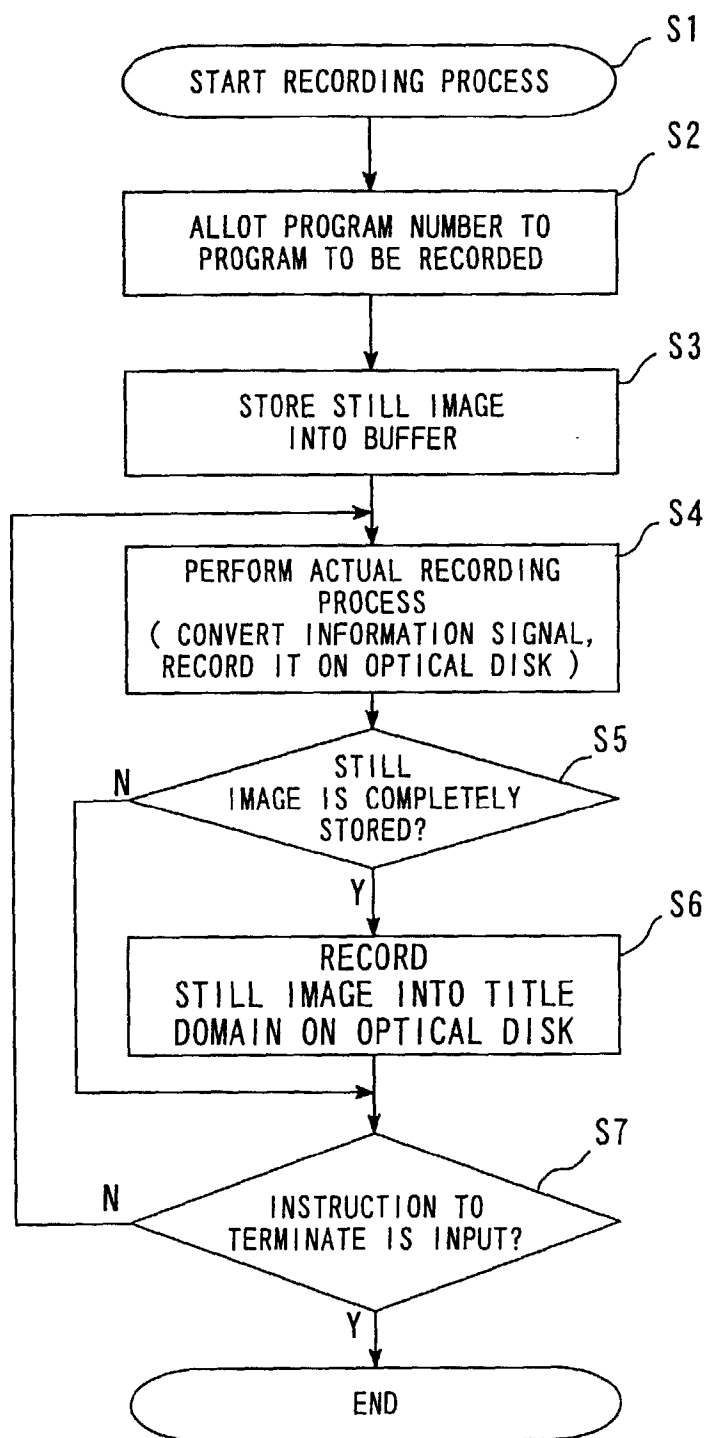 S1
START RECORDING PROCESS
S2
ALLOT PROGRAM NUMBER TO
PROGRAM TO BE RECORDED
S3
STORE STILL IMAGE
INTO BUFFER
S4
PERFORM ACTUAL RECORDING
PROCESS
( CONVERT INFORMATION SIGNAL,
RECORD IT ON OPTICAL DISK )
S5
N
STILL
IMAGE IS COMPLETELY
STORED?
Y
S6
RECORD
STILL IMAGE INTO TITLE
DOMAIN ON OPTICAL DISK
S7
N
INSTRUCTION TO
TERMINATE IS INPUT?
Y
END